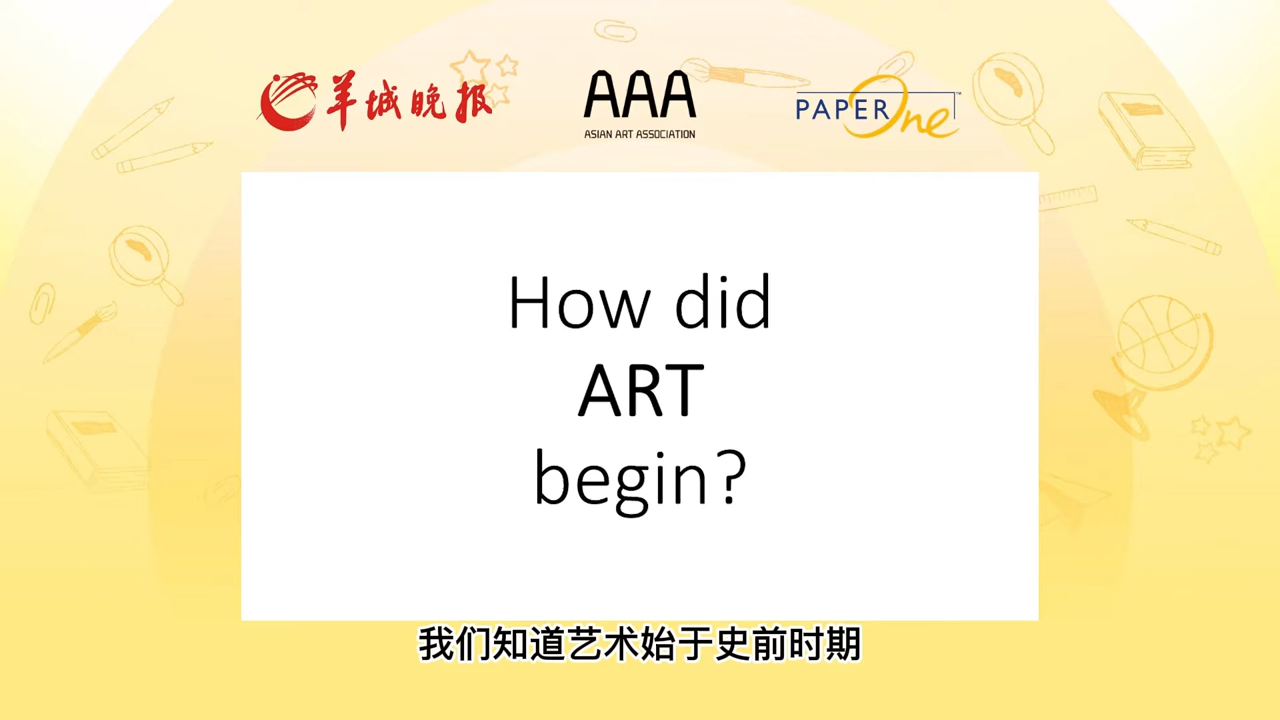 羊城晚报
AAA
ASIAN ART ASSOCIATION
PAPER One™
How did
ART
begin?
我们知道艺术始于史前时期